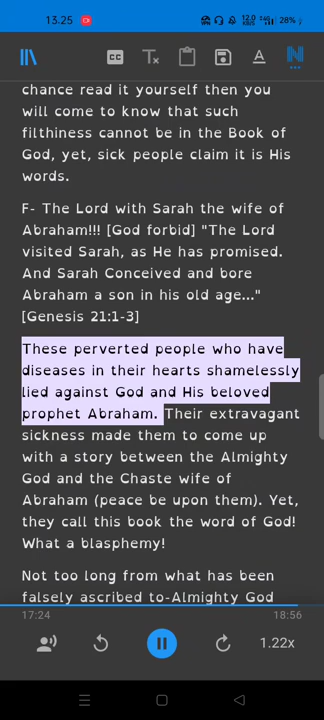 13.25
12.0
28%
CC
chance read it yourself then you
will come to know that such
filthiness cannot be in the Book of
God, yet, sick people claim it is His
words.
F- The Lord with Sarah the wife of
Abraham!!! [God forbid] "The Lord
visited Sarah, as He has promised.
And Sarah Conceived and bore
Abraham a son in his old age..."
[Genesis 21:1-3]
These perverted people who have
diseases in their hearts shamelessly
lied against God and His beloved
prophet Abraham. Their extravagant
sickness made them to come up
with a story between the Almighty
God and the Chaste wife of
Abraham (peace be upon them). Yet,
they call this book the word of God!
What a blasphemy!
Not too long from what has been
falsely ascribed to-Almighty God
17:24 18:56
1.22x